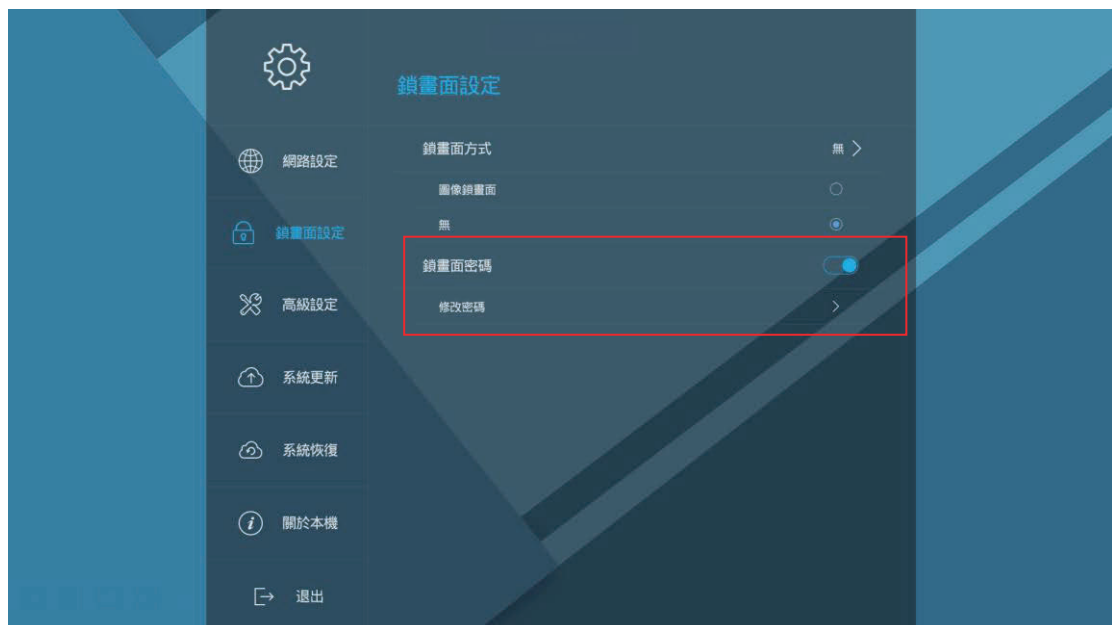 鎖畫面設定
網路設定
鎖畫面設定
高級設定
系統更新
系統恢復
關於本機
退出
鎖畫面方式
無 >
圖像鎖畫面
無
鎖畫面密碼
修改密碼 >